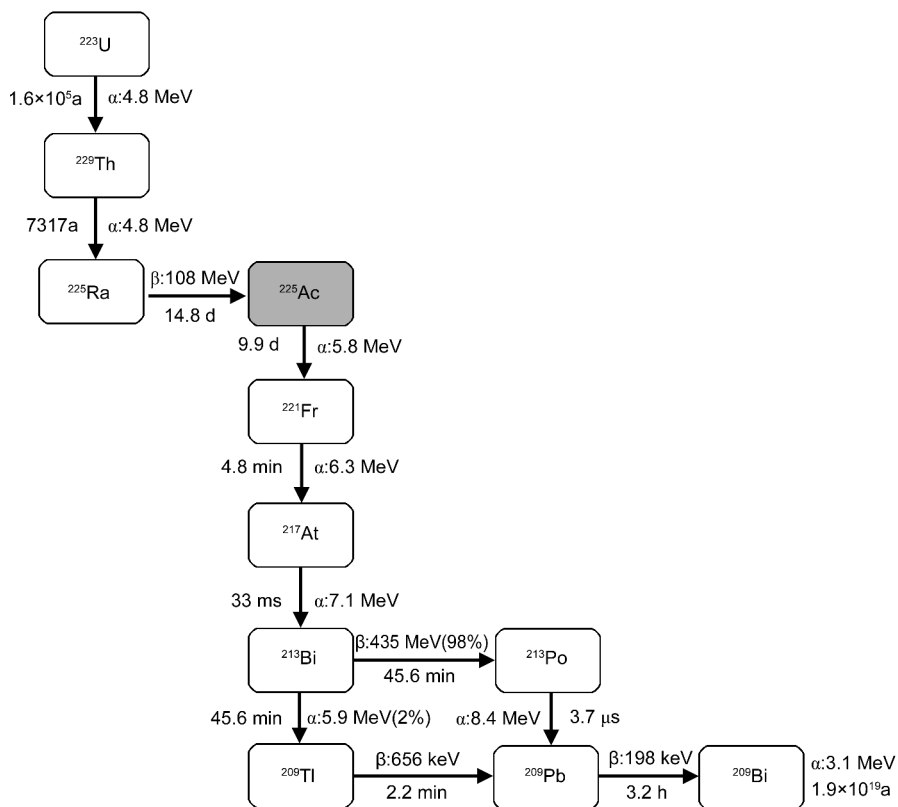 ²²³U
1.6×10⁵a α:4.8 MeV
²²⁹Th
7317a α:4.8 MeV
²²⁵Ra
β:108 MeV
14.8 d
²²⁵Ac
9.9 d α:5.8 MeV
²²¹Fr
4.8 min α:6.3 MeV
²¹⁷At
33 ms α:7.1 MeV
²¹³Bi
β:435 MeV(98%)
45.6 min
²¹³Po
45.6 min α:5.9 MeV(2%)
α:8.4 MeV 3.7 μs
²⁰⁹Tl
β:656 keV
2.2 min
²⁰⁹Pb
β:198 keV
3.2 h
²⁰⁹Bi
α:3.1 MeV
1.9×10¹⁹a